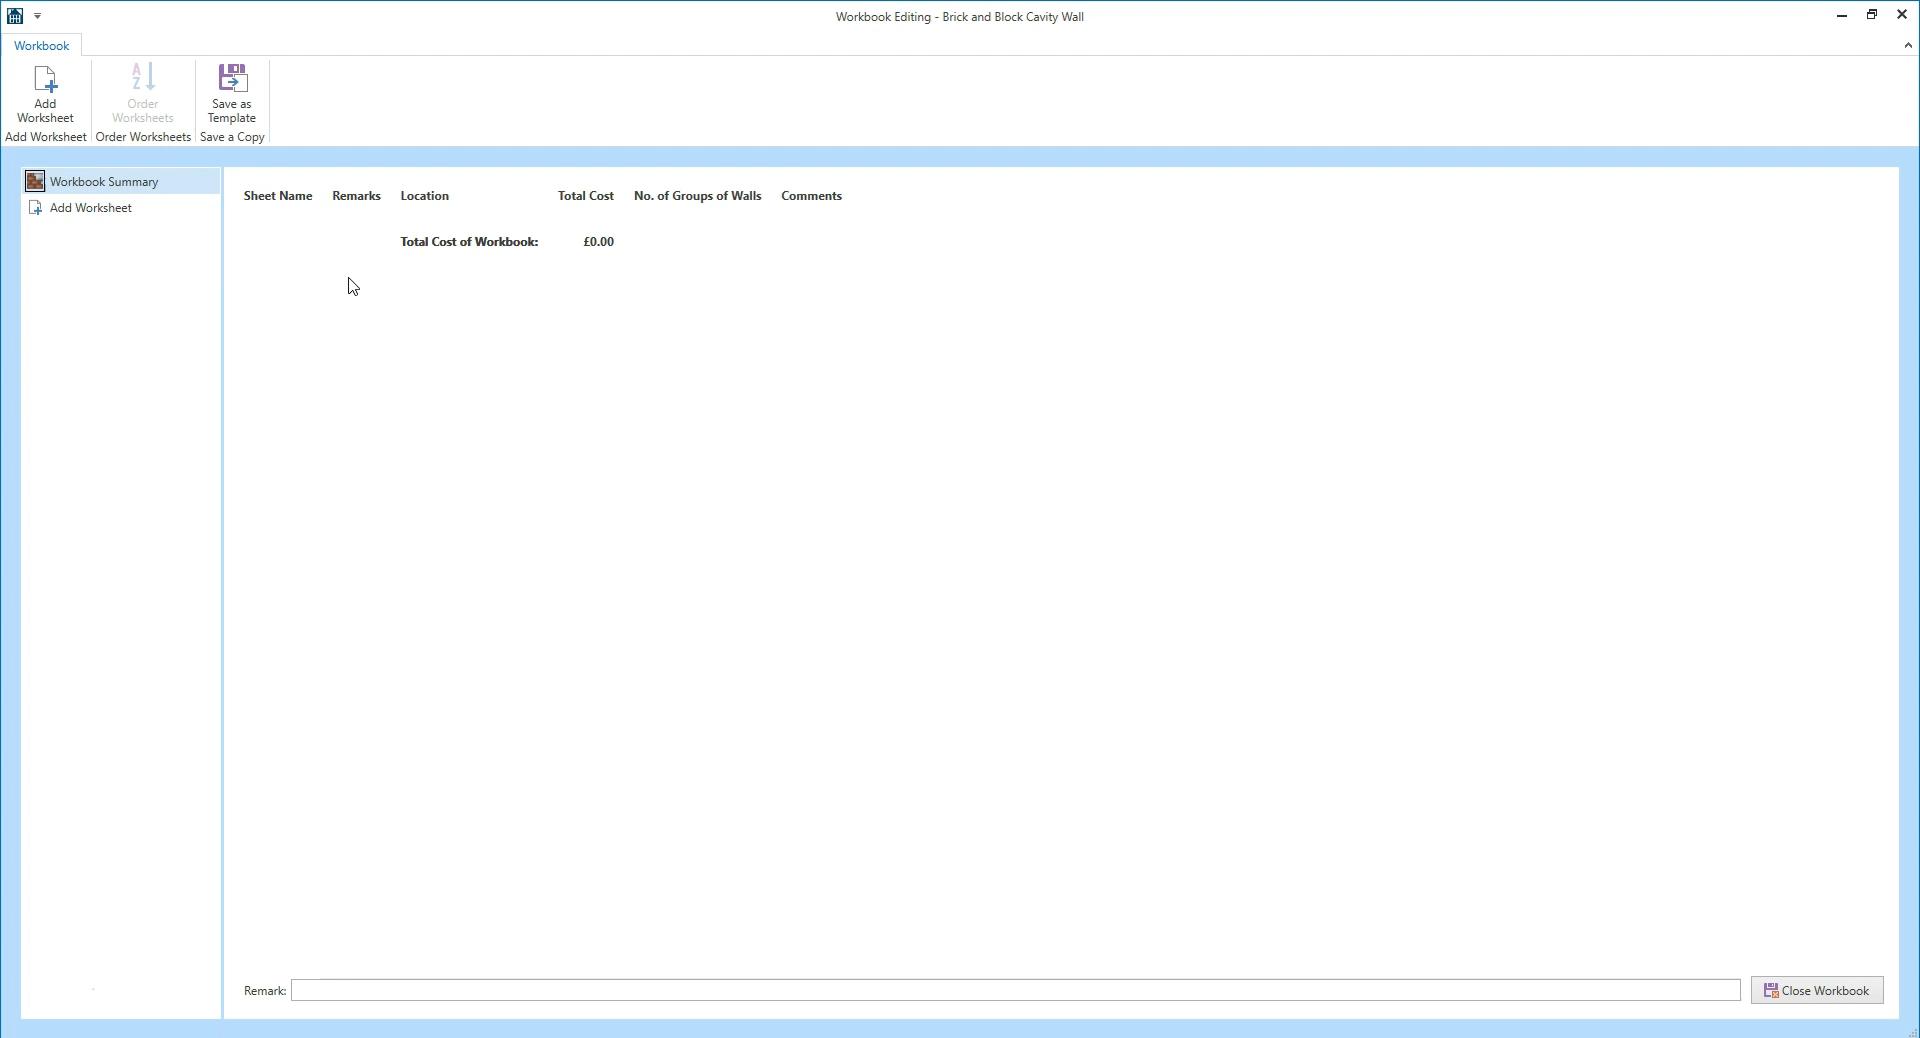 Workbook Editing - Brick and Block Cavity Wall
Workbook
Add Worksheet
Order Worksheets
Save as Template
Add Worksheet
Order Worksheets
Save a Copy
Workbook Summary
Add Worksheet
Sheet Name Remarks Location Total Cost No. of Groups of Walls Comments
Total Cost of Workbook: £0.00
Remark:
Close Workbook